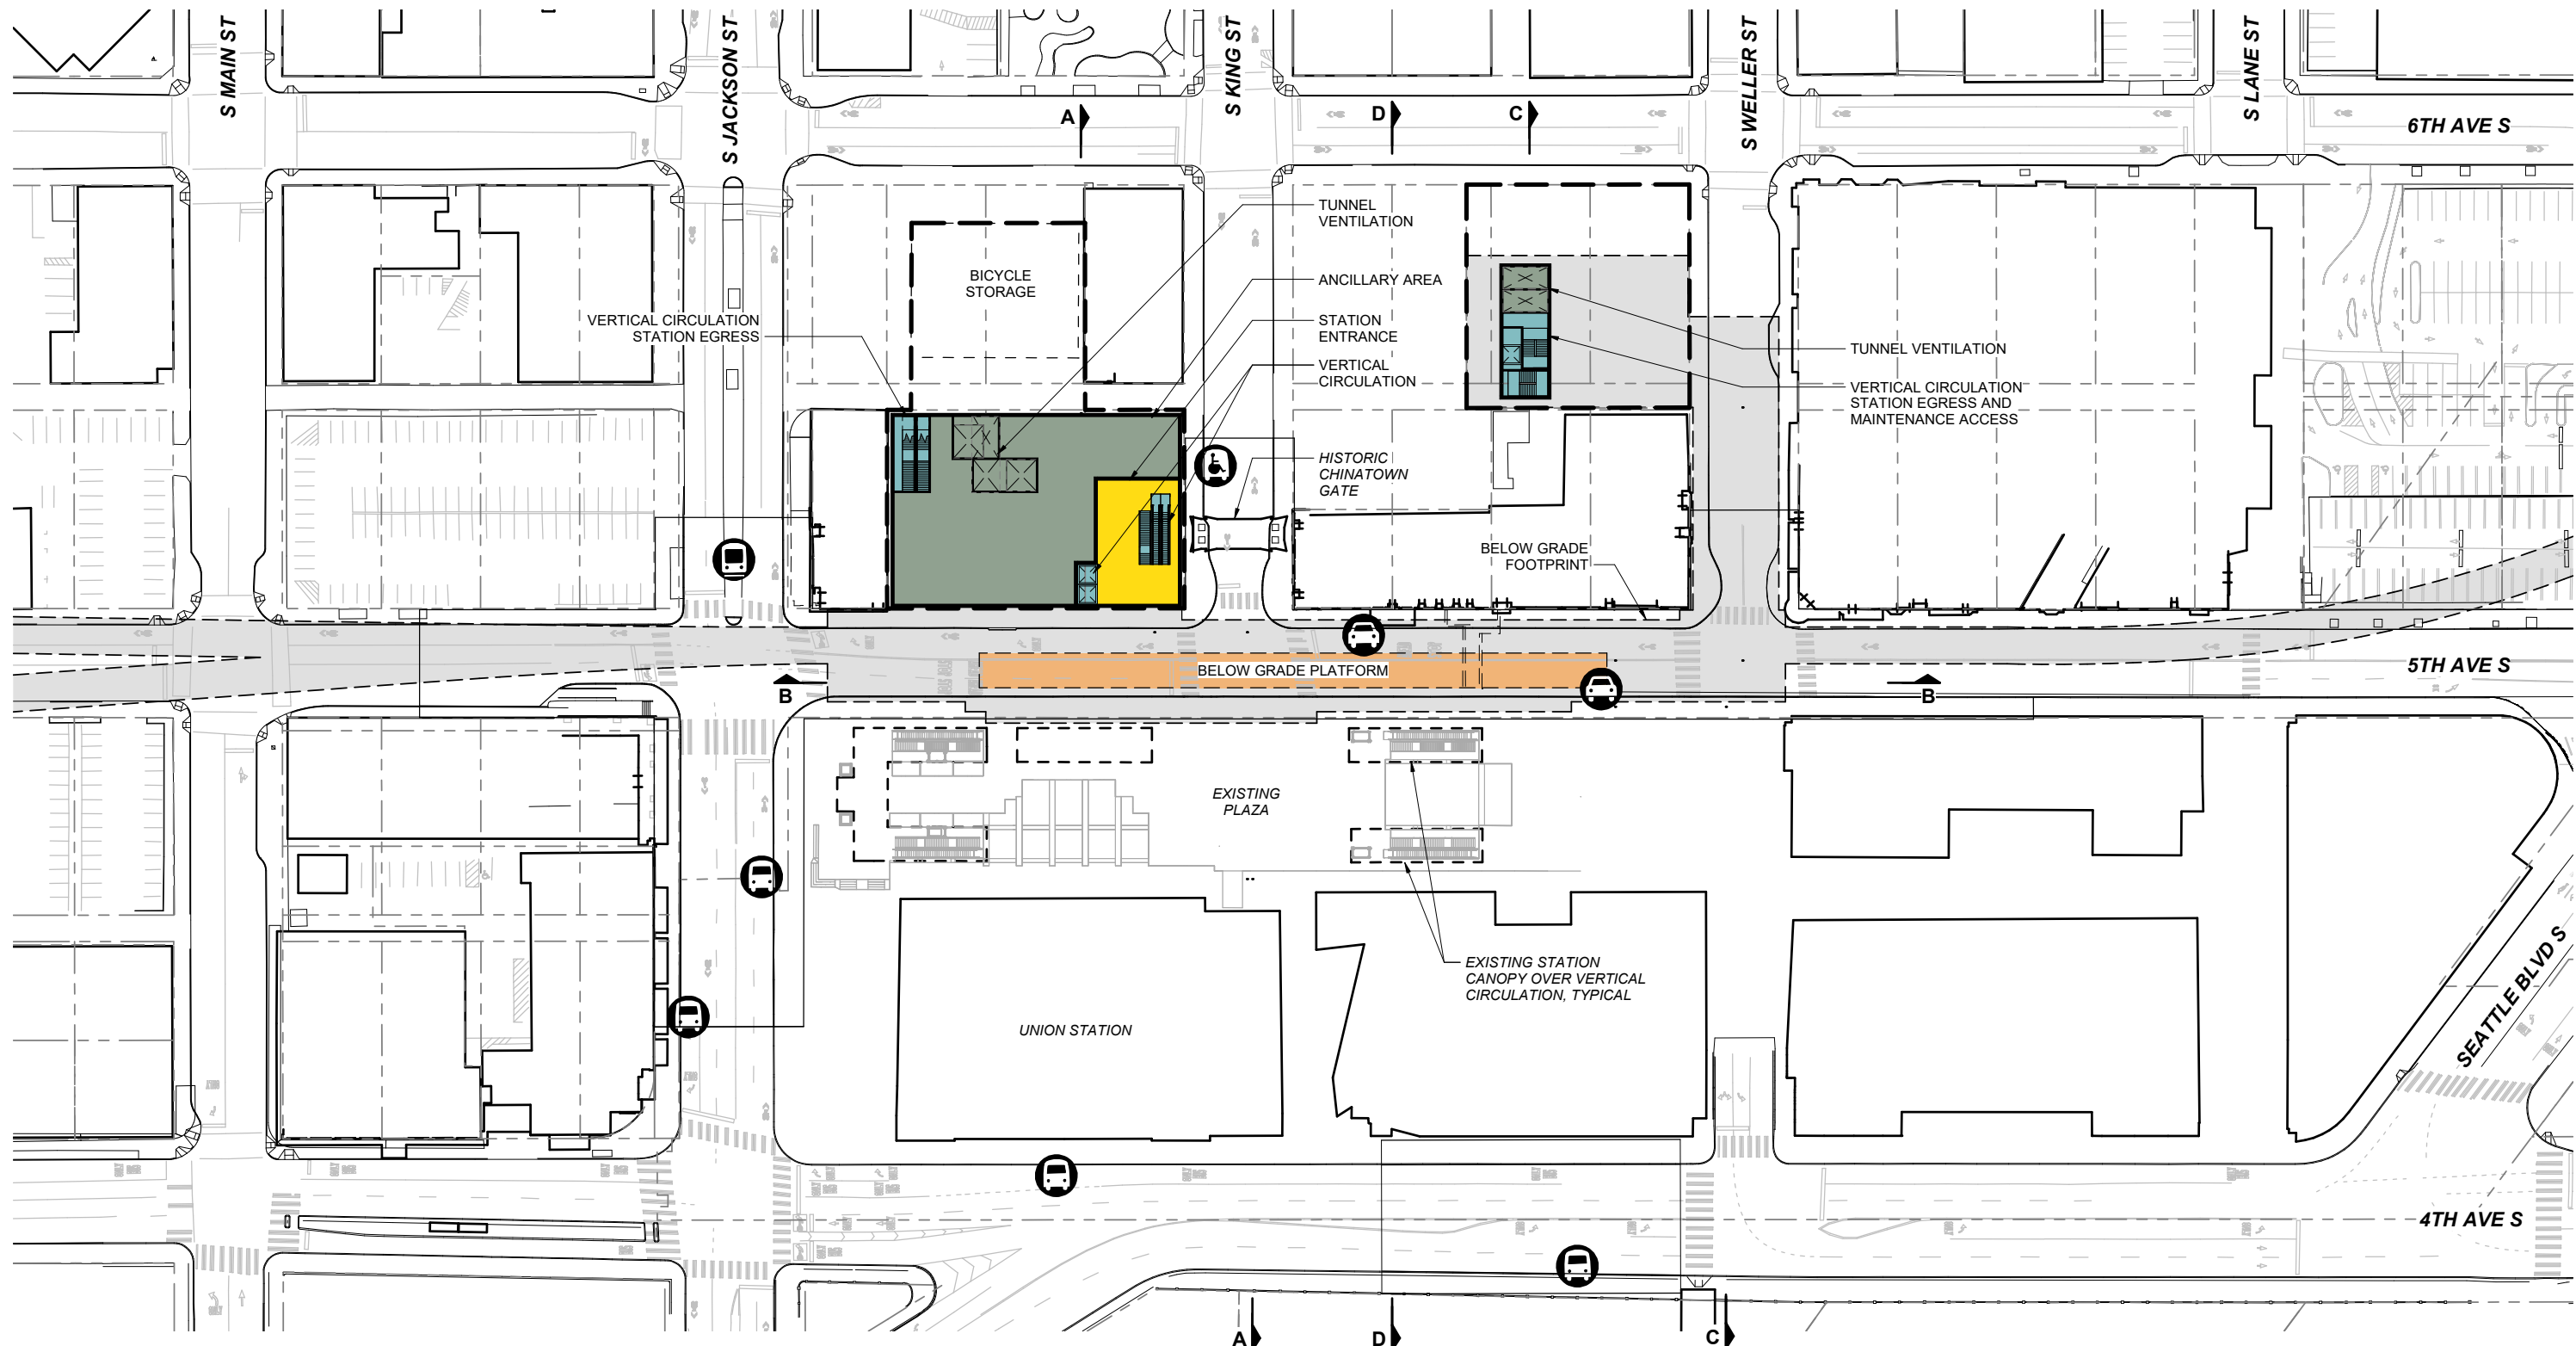 S MAIN ST
S JACKSON ST
S KING ST
S WELLER ST
S LANE ST
A
D
C
6TH AVE S
TUNNEL
VENTILATION
BICYCLE
STORAGE
ANCILLARY AREA
VERTICAL CIRCULATION
STATION EGRESS
STATION
ENTRANCE
VERTICAL
CIRCULATION
TUNNEL VENTILATION
VERTICAL CIRCULATION
STATION EGRESS AND
MAINTENANCE ACCESS
HISTORIC
CHINATOWN
GATE
BELOW GRADE
FOOTPRINT
BELOW GRADE PLATFORM
5TH AVE S
B
B
EXISTING
PLAZA
EXISTING STATION
CANOPY OVER VERTICAL
CIRCULATION, TYPICAL
UNION STATION
SEATTLE BLVD S
4TH AVE S
A
D
C